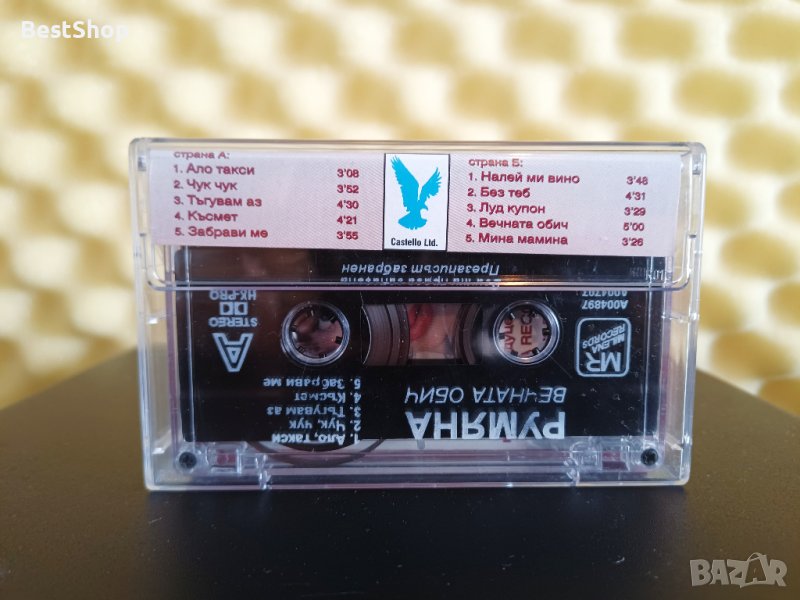 BestShop
страна А:
1. Ало такси 3'08
2. Чук чук 3'52
3. Тъгувам аз 4'30
4. Късмет 4'21
5. Забрави ме 3'55
Castello Ltd.
страна Б:
1. Налей ми вино 3'48
2. Без теб 4'31
3. Луд купон 3'29
4. Вечната обич 5'00
5. Мина мамина 3'26
РУМЯНА
ВЕЧНАТА ОБИЧ
1. Ало, такси
2. Чук, чук
3. Тъгувам аз
4. Късмет
5. Забрави ме
MR
MILENA
RECORDS
A
STEREO
HX-PRO
A004897
A004797
Презаписът забранен
BAZAR